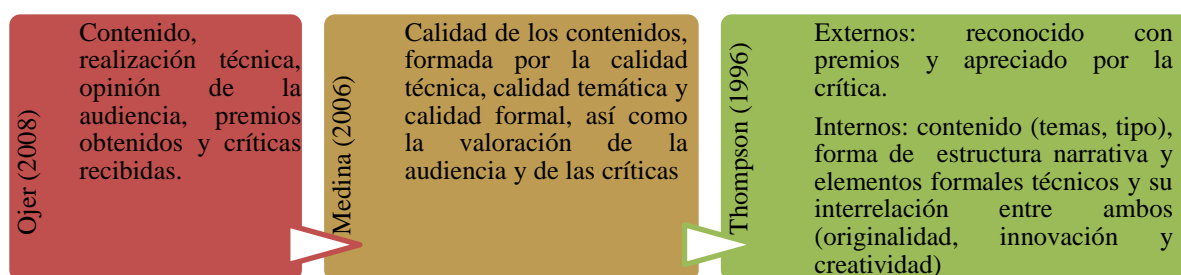 Ojer (2008)
Contenido,
realización técnica,
opinión de la
audiencia, premios
obtenidos y críticas
recibidas.
Medina (2006)
Calidad de los contenidos,
formada por la calidad
técnica, calidad temática y
calidad formal, así como
la valoración de la
audiencia y de las críticas
Thompson (1996)
Externos: reconocido con
premios y apreciado por la
crítica.
Internos: contenido (temas, tipo),
forma de estructura narrativa y
elementos formales técnicos y su
interrelación entre ambos
(originalidad, innovación y
creatividad)